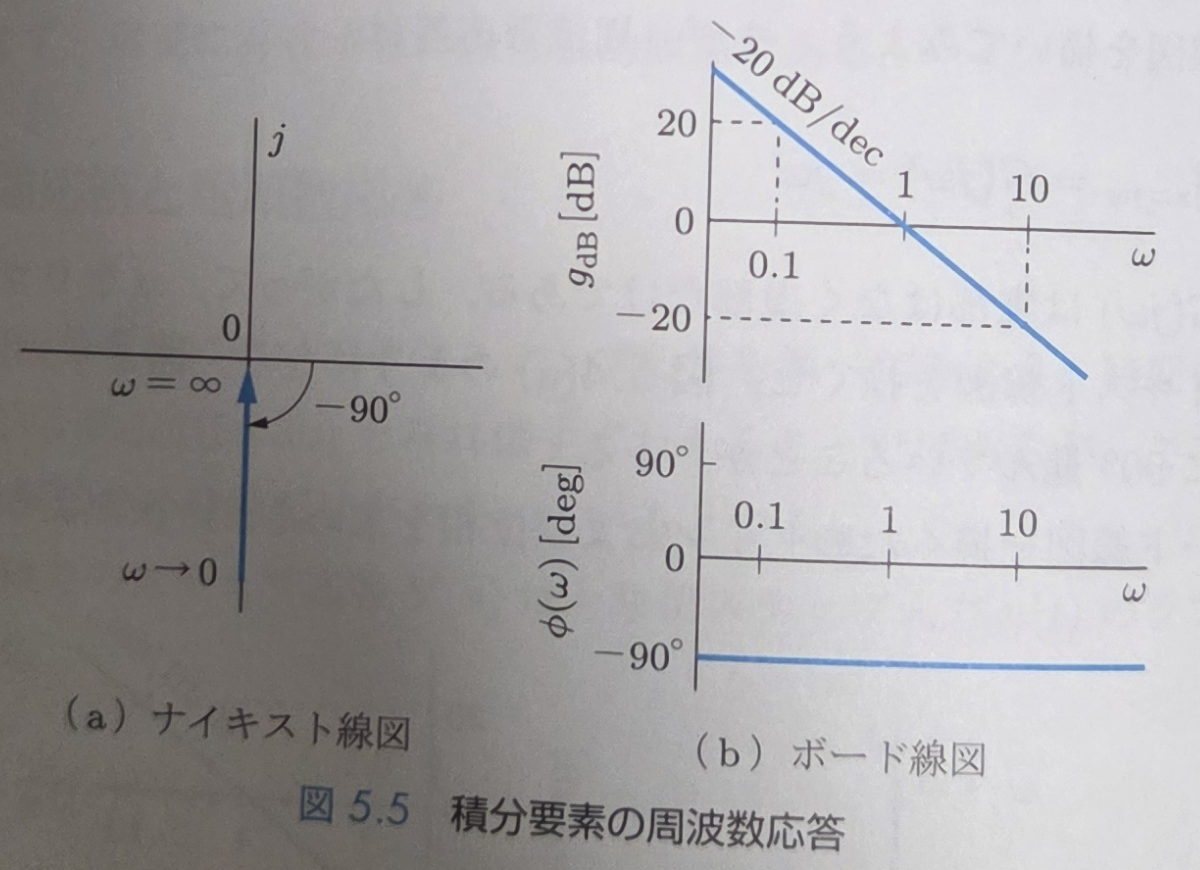 j
0
ω = ∞
−90°
ω→0
(a) ナイキスト線図
−20 dB/dec
g_dB [dB]
20
0
−20
0.1
1
10
ω
ϕ(ω) [deg]
90°
0
−90°
0.1
1
10
ω
(b) ボード線図
図 5.5 積分要素の周波数応答